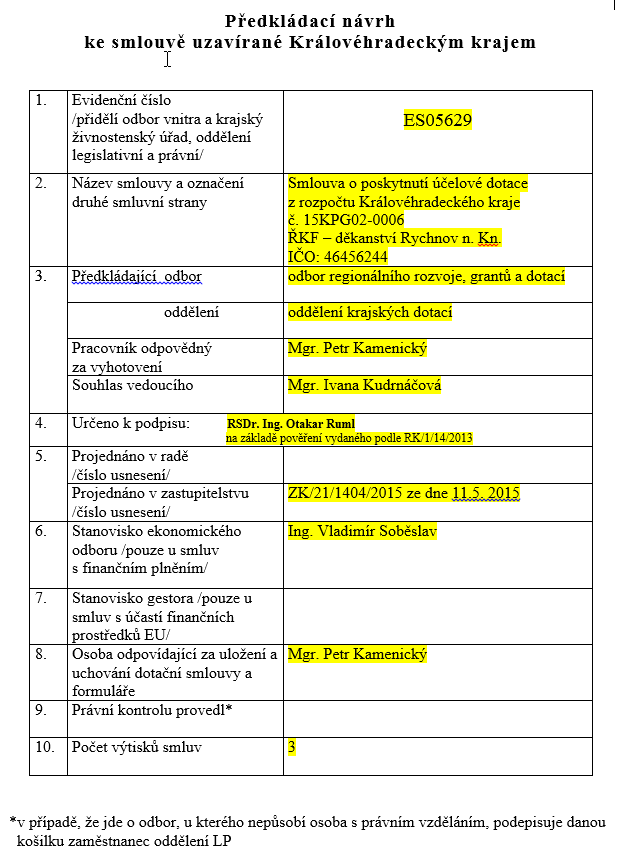 Předkládací návrh
ke smlouvě uzavírané Královéhradeckým krajem
1. Evidenční číslo
/přidělí odbor vnitra a krajský
živnostenský úřad, oddělení
legislativní a právní/
ES05629
2. Název smlouvy a označení
druhé smluvní strany
Smlouva o poskytnutí účelové dotace
z rozpočtu Královéhradeckého kraje
č. 15KPG02-0006
ŘKF – děkanství Rychnov n. Kn.
IČO: 46456244
3. Předkládající odbor
odbor regionálního rozvoje, grantů a dotací
oddělení
oddělení krajských dotací
Pracovník odpovědný
za vyhotovení
Mgr. Petr Kamenický
Souhlas vedoucího
Mgr. Ivana Kudrnáčová
4. Určeno k podpisu: RSDr. Ing. Otakar Ruml
na základě pověření vydaného podle RK/1/14/2013
5. Projednáno v radě
/číslo usnesení/
Projednáno v zastupitelstvu
/číslo usnesení/
ZK/21/1404/2015 ze dne 11.5. 2015
6. Stanovisko ekonomického
odboru /pouze u smluv
s finančním plněním/
Ing. Vladimír Soběslav
7. Stanovisko gestora /pouze u
smluv s účastí finančních
prostředků EU/
8. Osoba odpovídající za uložení a
uchování dotační smlouvy a
formuláře
Mgr. Petr Kamenický
9. Právní kontrolu provedl*
10. Počet výtisků smluv
3
*v případě, že jde o odbor, u kterého nepůsobí osoba s právním vzděláním, podepisuje danou
košilku zaměstnanec oddělení LP